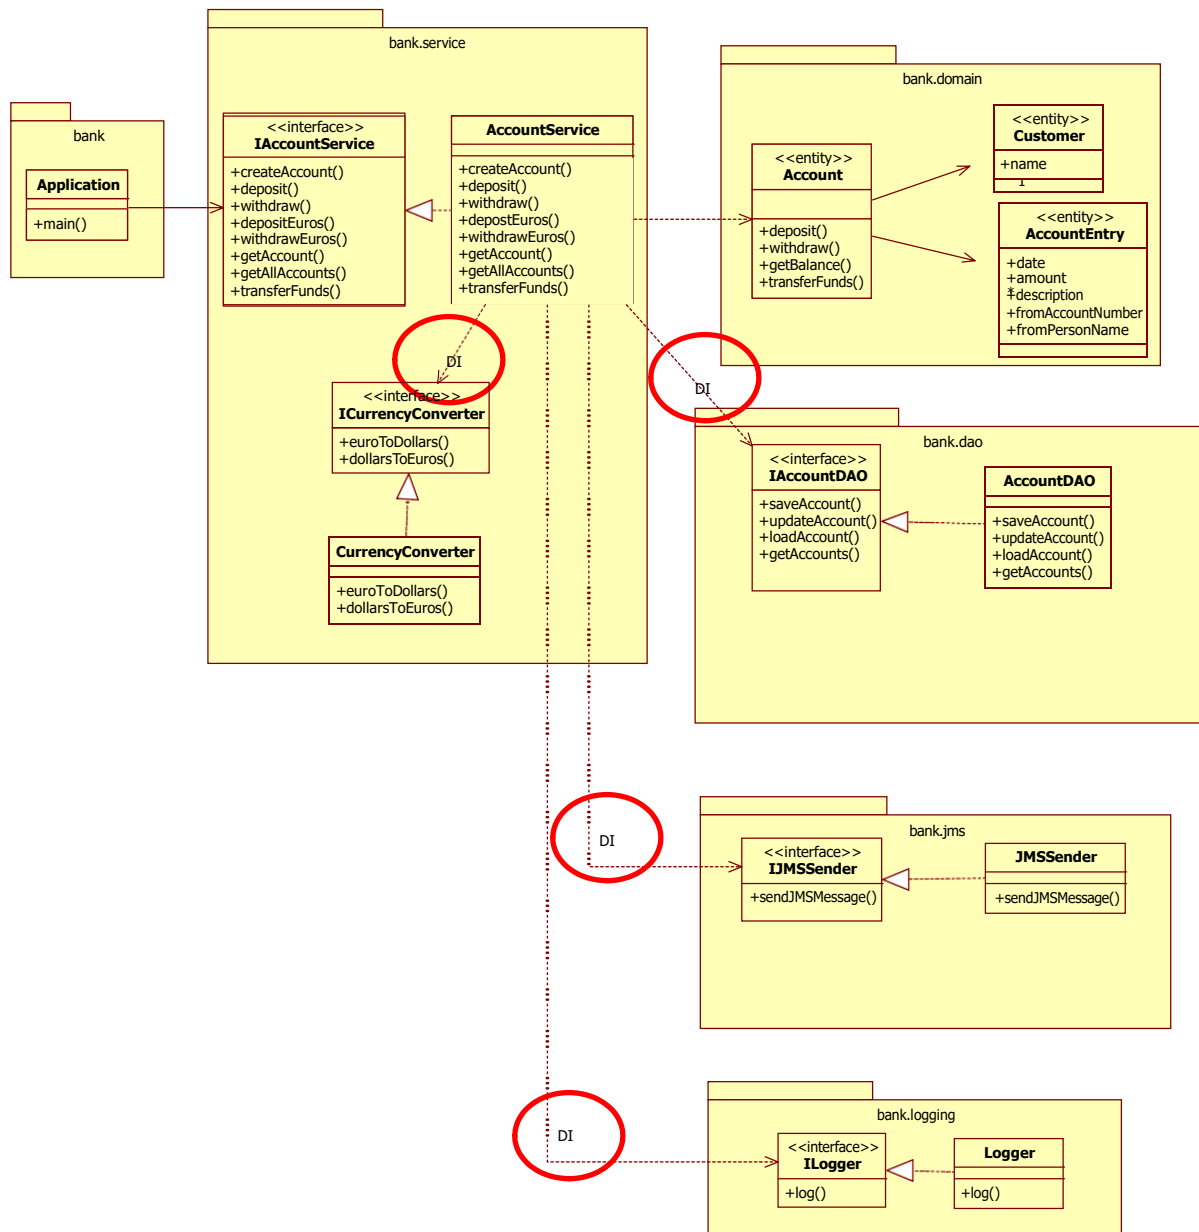 bank
Application
+main()
bank.service
<<interface>>
IAccountService
+createAccount()
+deposit()
+withdraw()
+depositEuros()
+withdrawEuros()
+getAccount()
+getAllAccounts()
+transferFunds()
AccountService
+createAccount()
+deposit()
+withdraw()
+depostEuros()
+withdrawEuros()
+getAccount()
+getAllAccounts()
+transferFunds()
DI
<<interface>>
ICurrencyConverter
+euroToDollars()
+dollarsToEuros()
CurrencyConverter
+euroToDollars()
+dollarsToEuros()
bank.domain
<<entity>>
Account
+deposit()
+withdraw()
+getBalance()
+transferFunds()
<<entity>>
Customer
+name
1
<<entity>>
AccountEntry
+date
+amount
*
+description
+fromAccountNumber
+fromPersonName
DI
bank.dao
<<interface>>
IAccountDAO
+saveAccount()
+updateAccount()
+loadAccount()
+getAccounts()
AccountDAO
+saveAccount()
+updateAccount()
+loadAccount()
+getAccounts()
DI
bank.jms
<<interface>>
IJMSSender
+sendJMSMessage()
JMSSender
+sendJMSMessage()
DI
bank.logging
<<interface>>
ILogger
+log()
Logger
+log()